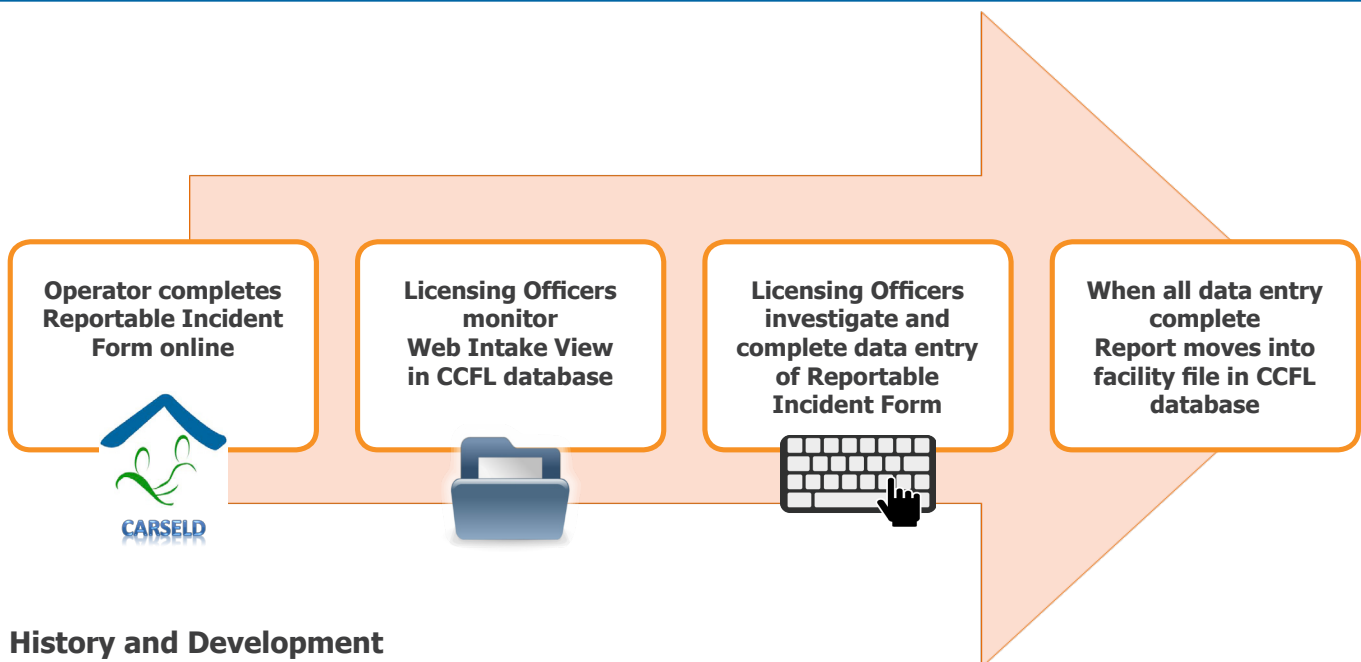 Operator completes
Reportable Incident
Form online
CARSELD
Licensing Officers
monitor
Web Intake View
in CCFL database
Licensing Officers
investigate and
complete data entry
of Reportable
Incident Form
When all data entry
complete
Report moves into
facility file in CCFL
database
History and Development